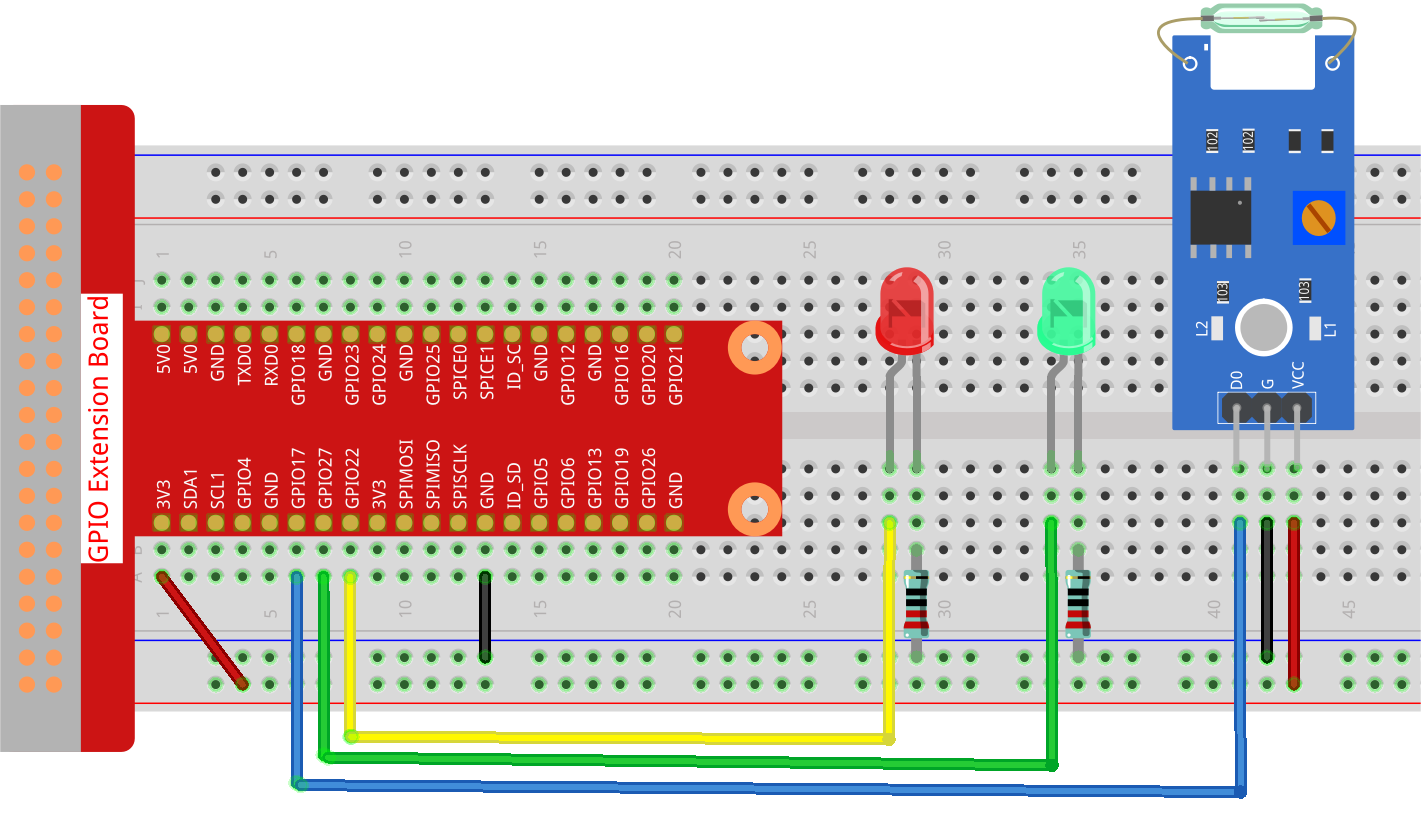 102
102
1
5
10
15
20
25
30
35
J
I
103
103
L2
L1
5V0
5V0
GND
TXD0
RXD0
GPIO18
GND
GPIO23
GPIO24
GND
GPIO25
SPICE0
SPICE1
ID_SC
GND
GPIO12
GND
GPIO16
GPIO20
GPIO21
D0
G
VCC
GPIO Extension Board
3V3
SDA1
SCL1
GPIO4
GND
GPIO17
GPIO27
GPIO22
3V3
SPIMOSI
SPIMISO
SPISCLK
GND
ID_SD
GPIO5
GPIO6
GPIO13
GPIO19
GPIO26
GND
B
A
1
5
10
15
20
25
30
40
45